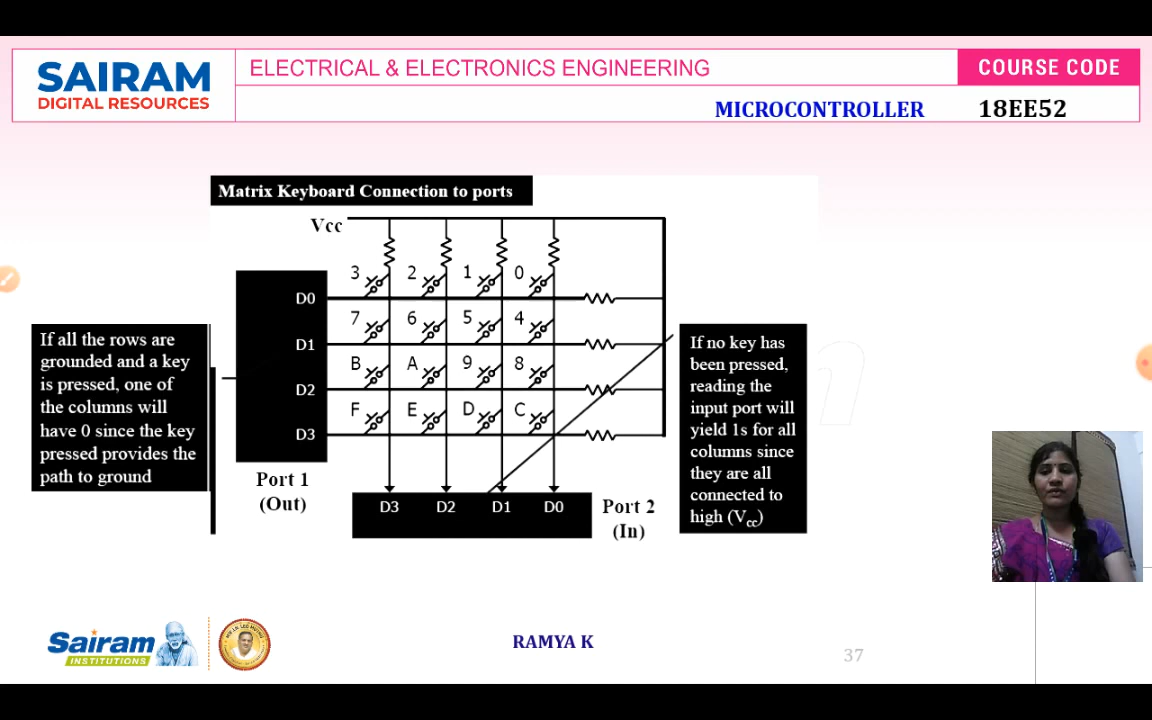 SAIRAM
DIGITAL RESOURCES
ELECTRICAL & ELECTRONICS ENGINEERING
COURSE CODE
MICROCONTROLLER
18EE52
Matrix Keyboard Connection to ports
Vcc
3 2 1 0
D0
7 6 5 4
D1
B A 9 8
D2
F E D C
D3
Port 1
(Out)
D3 D2 D1 D0
Port 2
(In)
If all the rows are
grounded and a key
is pressed, one of
the columns will
have 0 since the key
pressed provides the
path to ground
If no key has
been pressed,
reading the
input port will
yield 1s for all
columns since
they are all
connected to
high (Vcc)
Sairam
INSTITUTIONS
RAMYA K
37